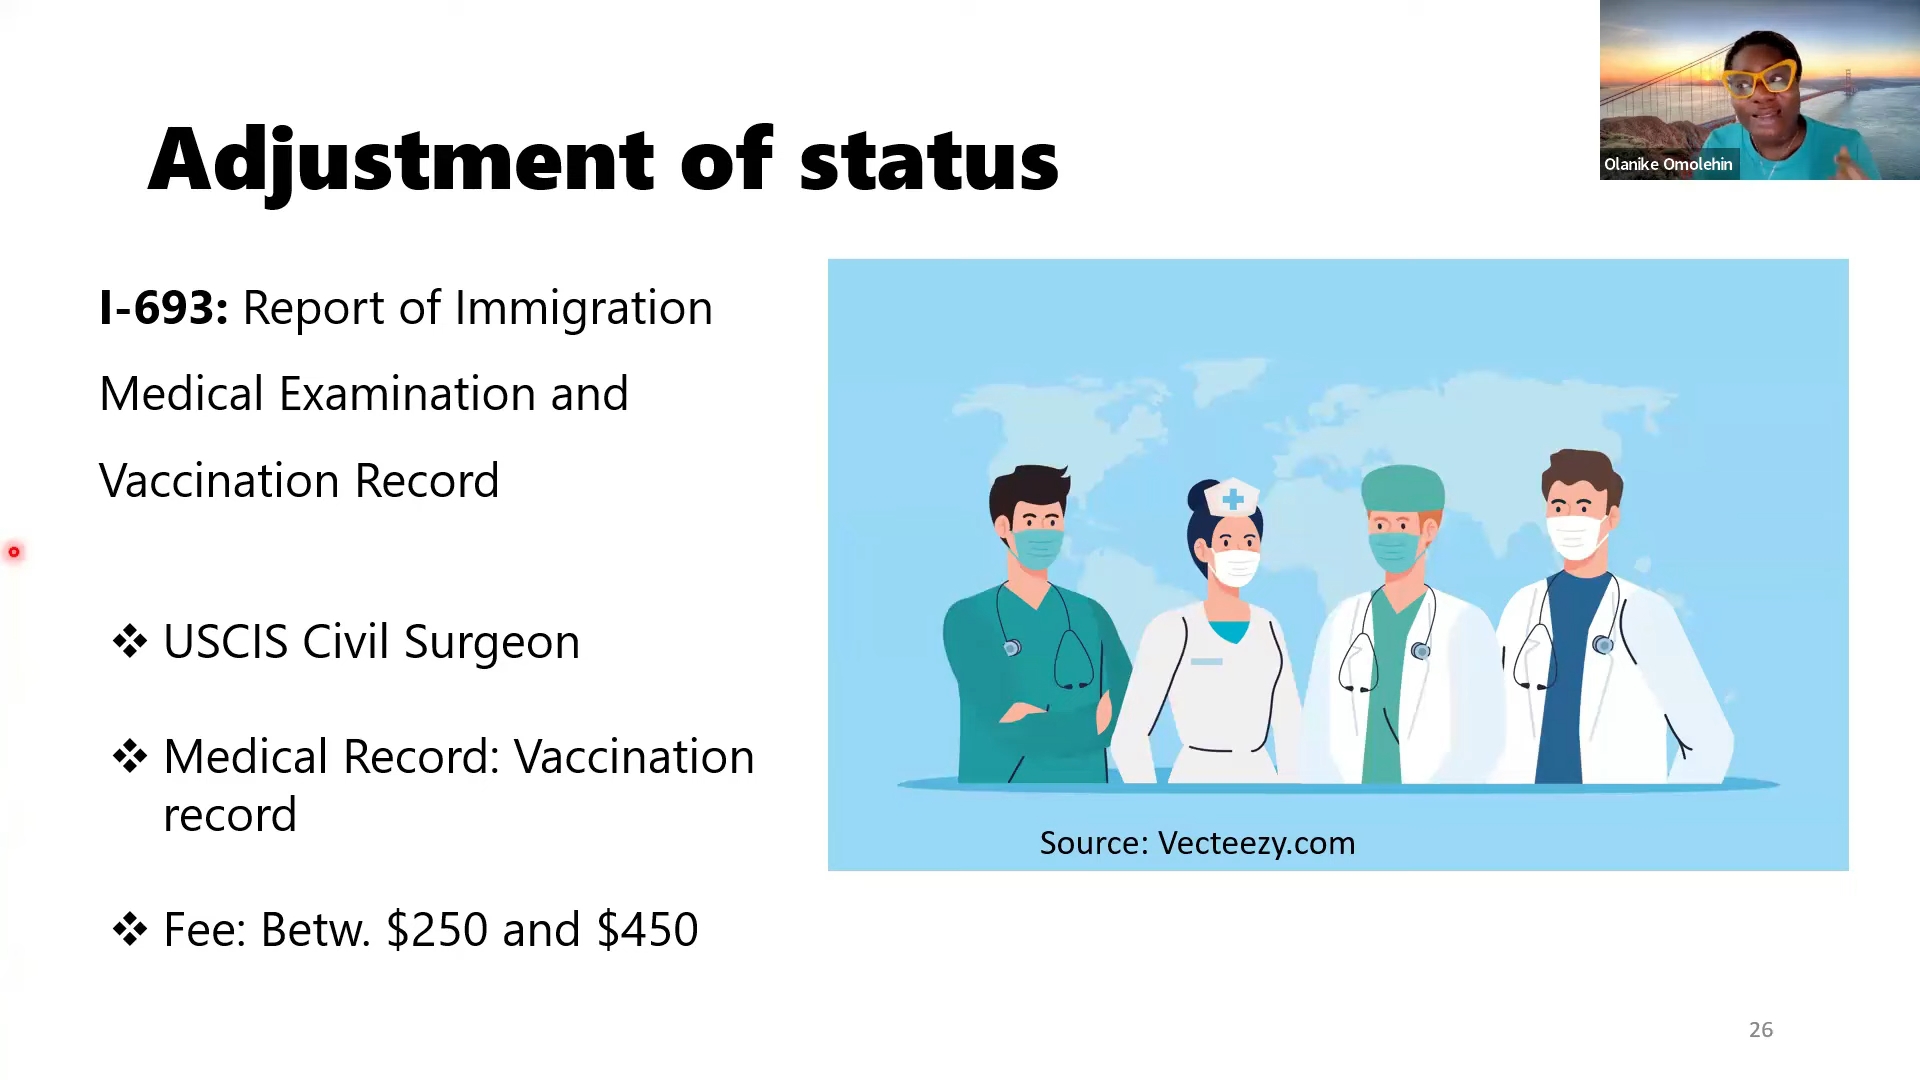 Adjustment of status
Olanike Omolehin
I-693: Report of Immigration
Medical Examination and
Vaccination Record
❖ USCIS Civil Surgeon
❖ Medical Record: Vaccination
record
❖ Fee: Betw. $250 and $450
Source: Vecteezy.com
26